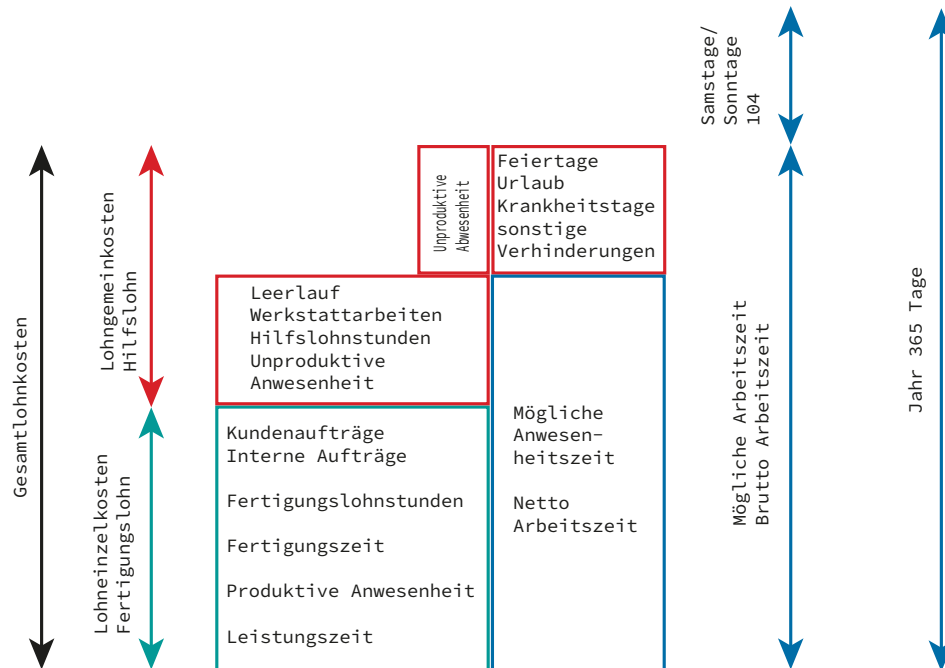 Gesamtlohnkosten
Lohngemeinkosten
Hilfslohn
Lohneinzelkosten
Fertigungslohn
Unproduktive
Abwesenheit
Feiertage
Urlaub
Krankheitstage
sonstige
Verhinderungen
Leerlauf
Werkstattarbeiten
Hilfslohnstunden
Unproduktive
Anwesenheit
Kundenaufträge
Interne Aufträge
Fertigungslohnstunden
Fertigungszeit
Produktive Anwesenheit
Leistungszeit
Mögliche
Anwesen-
heitszeit
Netto
Arbeitszeit
Samstage/
Sonntage
104
Mögliche Arbeitszeit
Brutto Arbeitszeit
Jahr 365 Tage